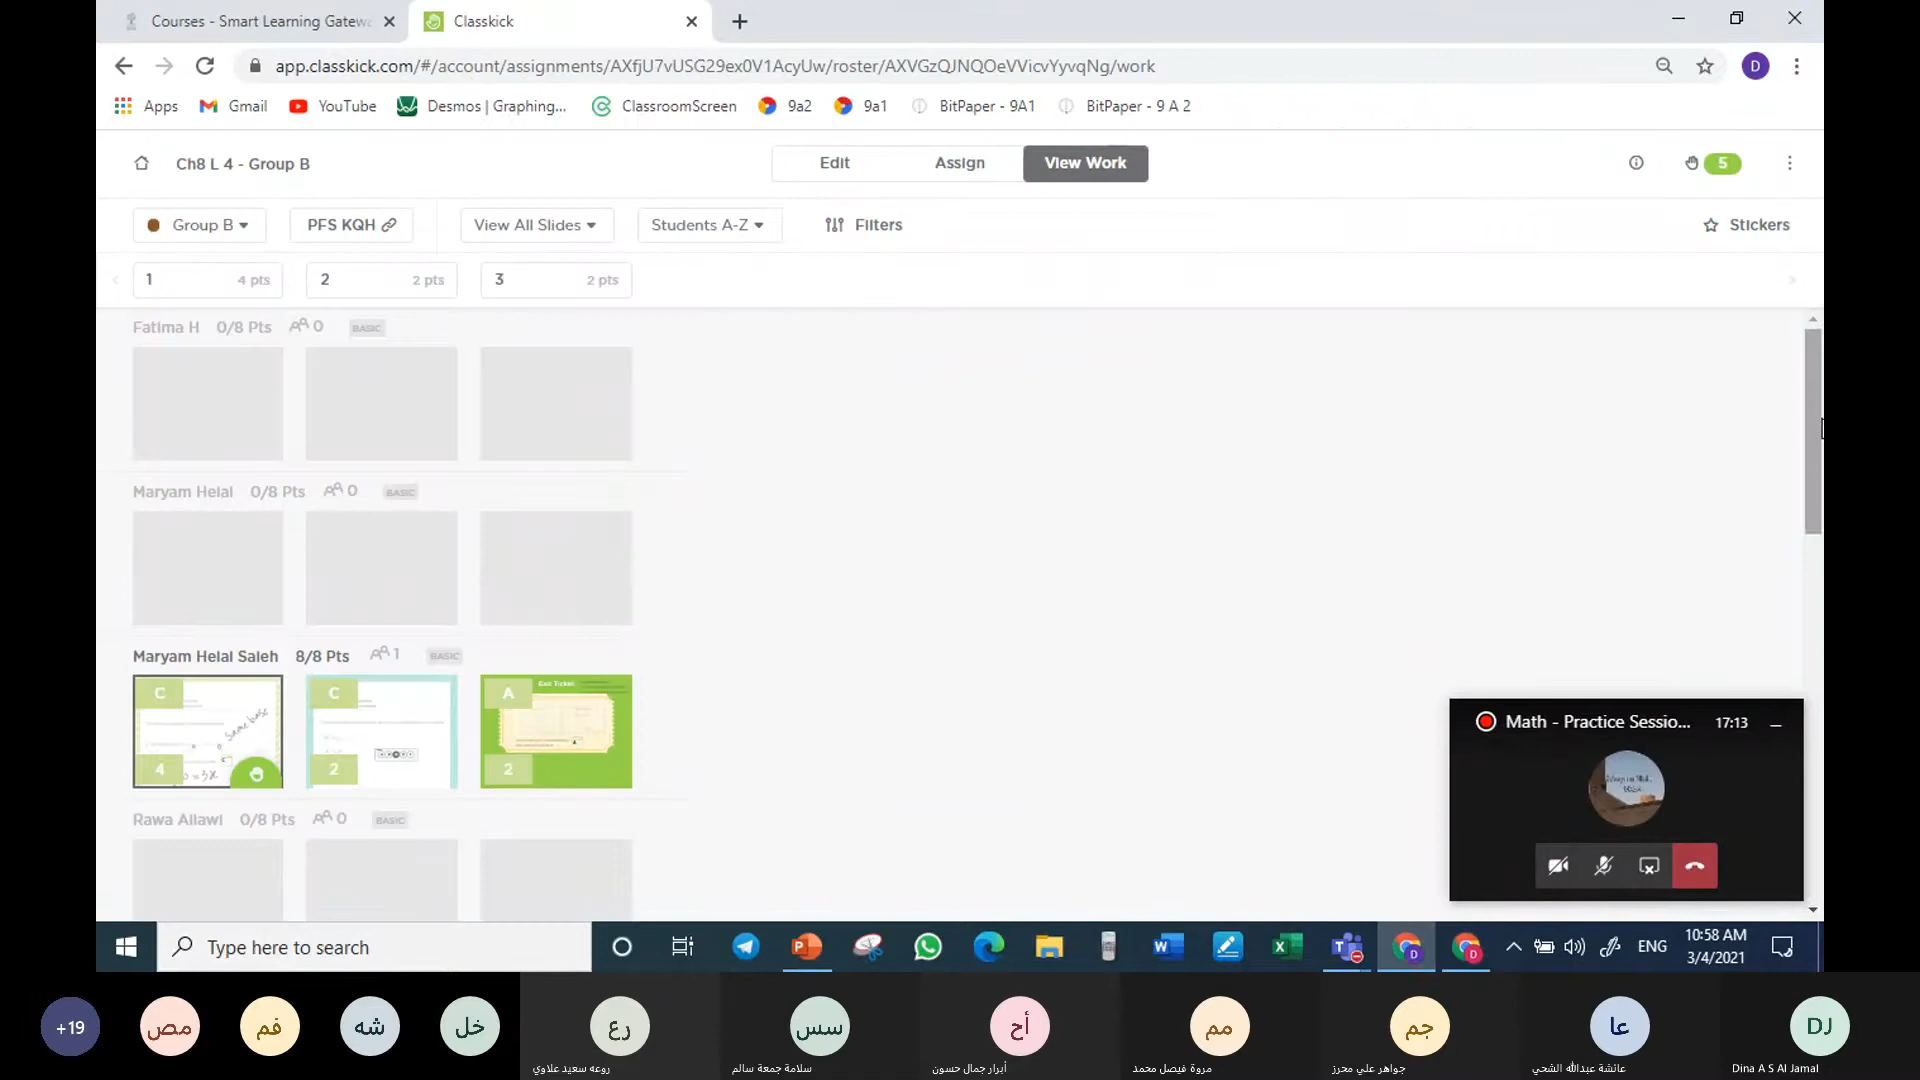 Courses - Smart Learning Gatew
Classkick
app.classkick.com/#/account/assignments/AXfjU7vUSG29ex0V1AcyUw/roster/AXVGzQJNQOeVVicvYyvqNg/work
D
Apps
Gmail
YouTube
Desmos | Graphing...
ClassroomScreen
9a2
9a1
BitPaper - 9A1
BitPaper - 9 A 2
Ch8 L 4 - Group B
Edit
Assign
View Work
5
Group B
PFS KQH
View All Slides
Students A-Z
Filters
Stickers
1 4 pts
2 2 pts
3 2 pts
Fatima H 0/8 Pts 0 BASIC
Maryam Helal 0/8 Pts 0 BASIC
Maryam Helal Saleh 8/8 Pts 1 BASIC
C
same base
4
= 3x
C
2
A
Exit Ticket
2
Rawa Allawi 0/8 Pts 0 BASIC
Math - Practice Sessio... 17:13
Type here to search
ENG
10:58 AM
3/4/2021
+19
مص
فم
شه
خل
رع
روعه سعيد علاوي
سس
سلامة جمعة سالم
أح
أبرار جمال حسون
مم
مروة فيصل محمد
جم
جواهر علي محرز
عا
عائشة عبدالله الشحي
DJ
Dina A S Al Jamal